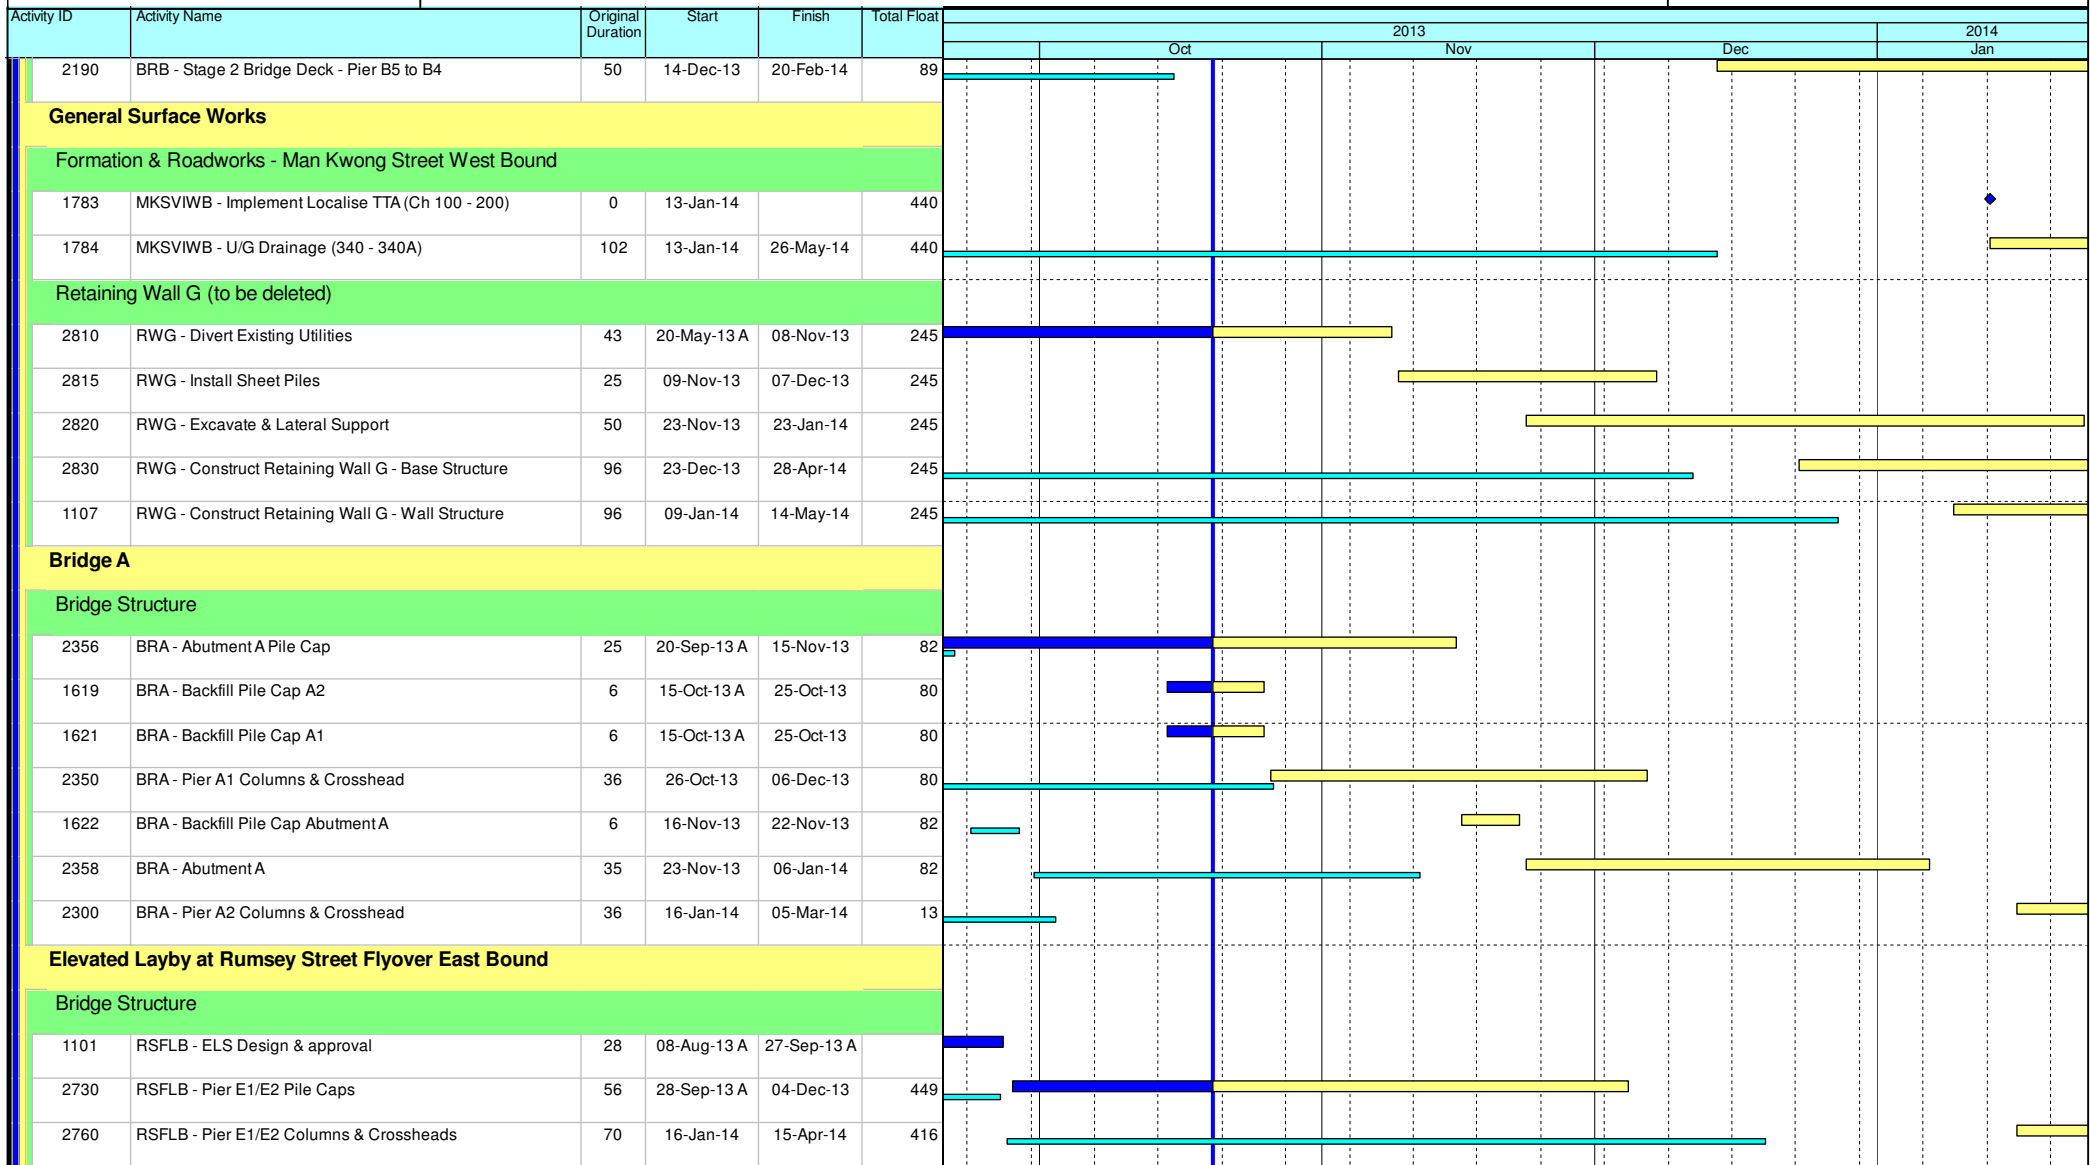 Activity ID Activity Name Original Duration Start Finish Total Float
2013 2014
Oct Nov Dec Jan
2190 BRB - Stage 2 Bridge Deck - Pier B5 to B4 50 14-Dec-13 20-Feb-14 89
General Surface Works
Formation & Roadworks - Man Kwong Street West Bound
1783 MKSVIWB - Implement Localise TTA (Ch 100 - 200) 0 13-Jan-14 440
1784 MKSVIWB - U/G Drainage (340 - 340A) 102 13-Jan-14 26-May-14 440
Retaining Wall G (to be deleted)
2810 RWG - Divert Existing Utilities 43 20-May-13 A 08-Nov-13 245
2815 RWG - Install Sheet Piles 25 09-Nov-13 07-Dec-13 245
2820 RWG - Excavate & Lateral Support 50 23-Nov-13 23-Jan-14 245
2830 RWG - Construct Retaining Wall G - Base Structure 96 23-Dec-13 28-Apr-14 245
1107 RWG - Construct Retaining Wall G - Wall Structure 96 09-Jan-14 14-May-14 245
Bridge A
Bridge Structure
2356 BRA - Abutment A Pile Cap 25 20-Sep-13 A 15-Nov-13 82
1619 BRA - Backfill Pile Cap A2 6 15-Oct-13 A 25-Oct-13 80
1621 BRA - Backfill Pile Cap A1 6 15-Oct-13 A 25-Oct-13 80
2350 BRA - Pier A1 Columns & Crosshead 36 26-Oct-13 06-Dec-13 80
1622 BRA - Backfill Pile Cap Abutment A 6 16-Nov-13 22-Nov-13 82
2358 BRA - Abutment A 35 23-Nov-13 06-Jan-14 82
2300 BRA - Pier A2 Columns & Crosshead 36 16-Jan-14 05-Mar-14 13
Elevated Layby at Rumsey Street Flyover East Bound
Bridge Structure
1101 RSFLB - ELS Design & approval 28 08-Aug-13 A 27-Sep-13 A
2730 RSFLB - Pier E1/E2 Pile Caps 56 28-Sep-13 A 04-Dec-13 449
2760 RSFLB - Pier E1/E2 Columns & Crossheads 70 16-Jan-14 15-Apr-14 416